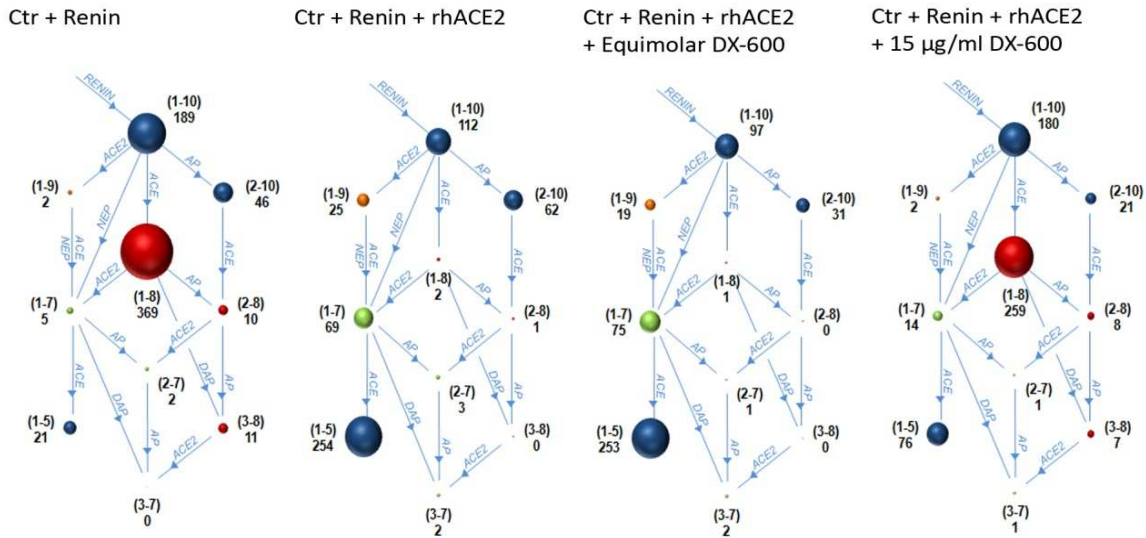 Ctr + Renin
RENIN
(1-10)
189
ACE2
AP
ACE
NEP
(1-9)
2
(2-10)
46
ACE
NEP
ACE
ACE2
AP
(1-8)
369
(1-7)
5
(2-8)
10
AP
ACE2
ACE
DAP
DAP
AP
(2-7)
2
(1-5)
21
(3-8)
11
AP
ACE2
(3-7)
0
Ctr + Renin + rhACE2
RENIN
(1-10)
112
ACE2
AP
ACE
NEP
(1-9)
25
(2-10)
62
ACE
NEP
ACE
(1-8)
2
ACE2
AP
(1-7)
69
(2-8)
1
AP
ACE2
ACE
DAP
DAP
AP
(2-7)
3
(1-5)
254
(3-8)
0
AP
ACE2
(3-7)
2
Ctr + Renin + rhACE2
+ Equimolar DX-600
RENIN
(1-10)
97
ACE2
AP
ACE
NEP
(1-9)
19
(2-10)
31
ACE
NEP
ACE
(1-8)
1
ACE2
AP
(1-7)
75
(2-8)
0
AP
ACE2
ACE
DAP
DAP
AP
(2-7)
1
(1-5)
253
(3-8)
0
AP
ACE2
(3-7)
2
Ctr + Renin + rhACE2
+ 15 µg/ml DX-600
RENIN
(1-10)
180
ACE2
AP
ACE
NEP
(1-9)
2
(2-10)
21
ACE
NEP
ACE
ACE2
AP
(1-8)
259
(1-7)
14
(2-8)
8
AP
ACE2
ACE
DAP
DAP
AP
(2-7)
1
(1-5)
76
(3-8)
7
AP
ACE2
(3-7)
1